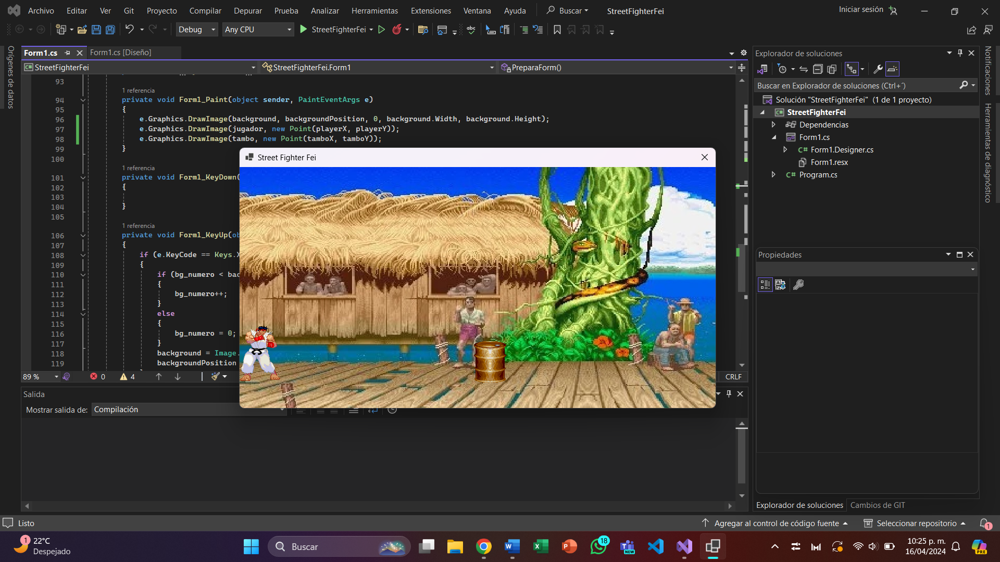 Archivo Editar Ver Git Proyecto Compilar Depurar Prueba Analizar Herramientas Extensiones Ventana Ayuda Buscar StreetFighterFei Iniciar sesión
Debug Any CPU StreetFighterFei abc
Orígenes de datos
Form1.cs Form1.cs [Diseño]
C# StreetFighterFei StreetFighterFei.Form1 PreparaForm()
93
1 referencia
94 private void Form1_Paint(object sender, PaintEventArgs e)
95 {
96 e.Graphics.DrawImage(background, backgroundPosition, 0, background.Width, background.Height);
97 e.Graphics.DrawImage(jugador, new Point(playerX, playerY));
98 e.Graphics.DrawImage(tambo, new Point(tamboX, tamboY));
99 }
100
1 referencia
101 private void Form1_KeyDown(
102 {
103
104 }
105
1 referencia
106 private void Form1_KeyUp(ob
107 {
108 if (e.KeyCode == Keys.X
109 {
110 if (bg_numero < bac
111 {
112 bg_numero++;
113 }
114 else
115 {
116 bg_numero = 0;
117 }
118 background = Image.
119 backgroundPosition
89 % 0 4 CRLF
Street Fighter Fei
Salida
Mostrar salida de: Compilación
Explorador de soluciones
Buscar en Explorador de soluciones (Ctrl+´)
Solución "StreetFighterFei" (1 de 1 proyecto)
C# StreetFighterFei
Dependencias
Form1.cs
C# Form1.Designer.cs
Form1.resx
C# Program.cs
Propiedades
Explorador de soluciones Cambios de GIT
Notificaciones
Herramientas de diagnóstico
Listo Agregar al control de código fuente Seleccionar repositorio 1
1 22°C
Despejado
Buscar
18
NEW
10:25 p. m.
16/04/2024
PRE